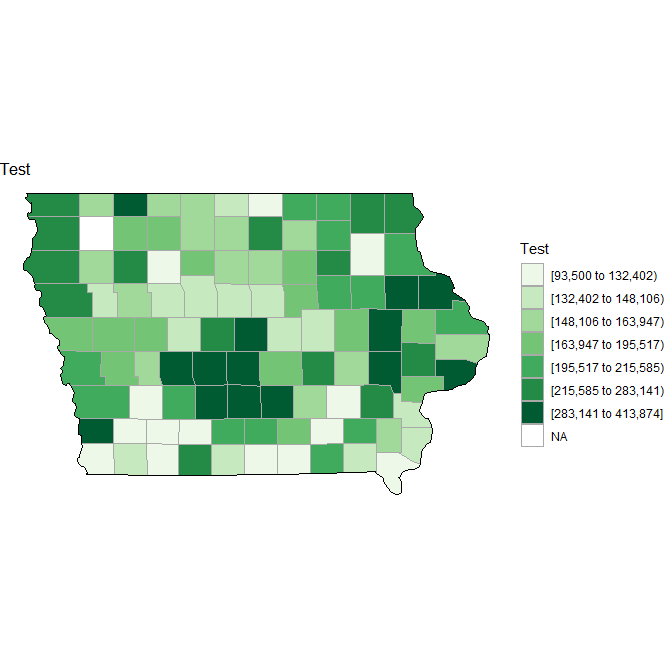 Test
Test
[93,500 to 132,402)
[132,402 to 148,106)
[148,106 to 163,947)
[163,947 to 195,517)
[195,517 to 215,585)
[215,585 to 283,141)
[283,141 to 413,874]
NA